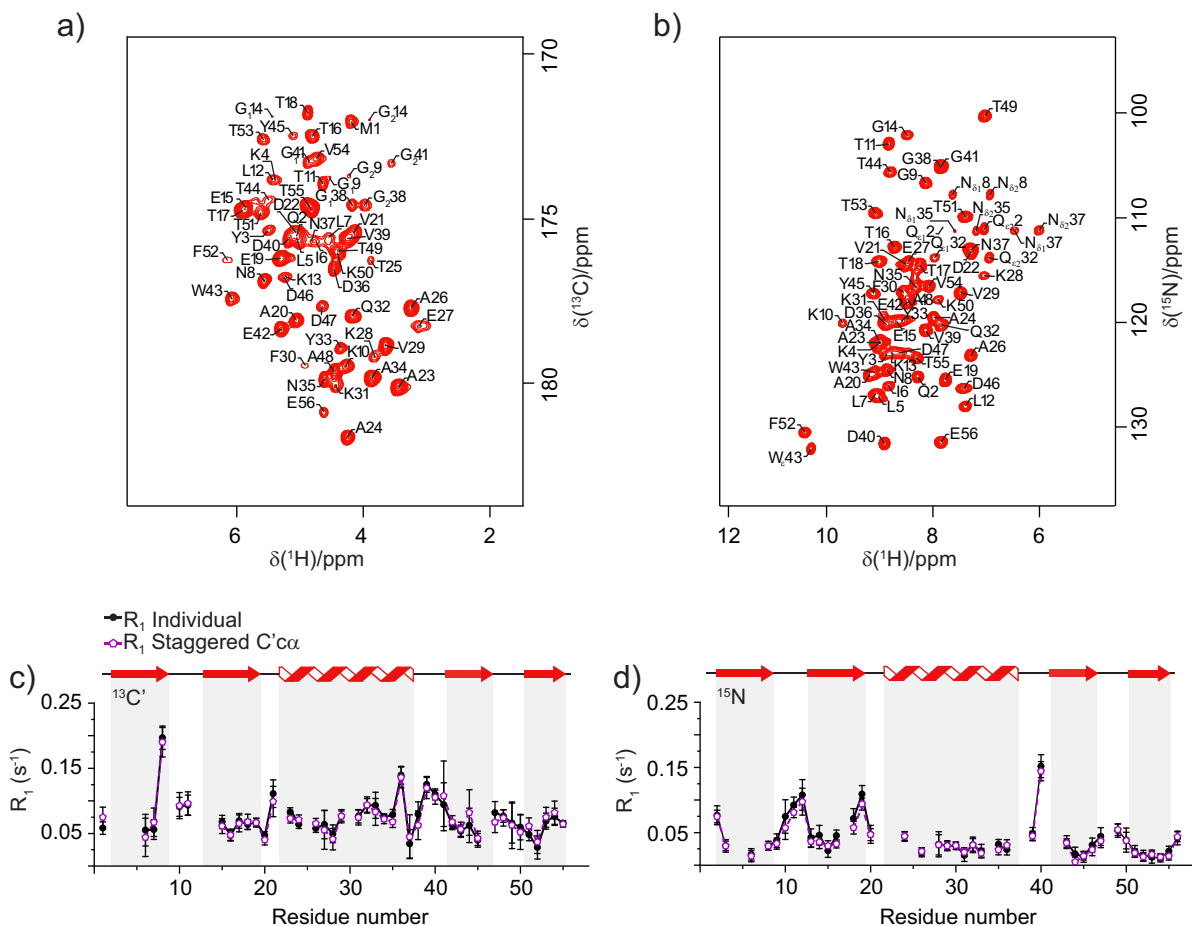 a)
170
T18
G₁14
G₂14
Y45
T16
M1
T53
G₁41
V54
K4
G₂41
L12
T11
G₁9
G₂9
T44
T55
G₁38
G₂38
E15
D22
T17
T51
Q2
N37
L7
V21
175
Y3
V39
D40
I6
T49
F52
E19
L5
K50
T25
N8
K13
D36
W43
D46
A26
A20
D47
Q32
E27
E42
Y33
K28
F30
A48
K10
V29
A34
N35
K31
A23
180
E56
A24
6
4
2
δ(¹H)/ppm
δ(¹³C)/ppm
b)
100
T49
G14
T11
G38
G41
T44
G9
Nδ18
Nδ28
T53
T51
Nδ135
Nδ235
110
Qε12
Qε22
Nδ237
T16
Qε132
Nδ137
V21
E27
N37
Qε232
T18
N35
T17
D22
K28
Y45
F30
V54
V29
K31
E42
A48
K50
K10
D36
Y33
A24
120
A34
E15
Q32
A23
V39
K4
D47
A26
Y3
T55
W43
K13
E19
A20
N8
Q2
D46
I6
L7
L5
L12
F52
D40
E56
130
Wε43
12
10
8
6
δ(¹H)/ppm
δ(¹⁵N)/ppm
R₁ Individual
R₁ Staggered C'cα
c)
¹³C'
0.25
0.15
0.05
R₁ (s⁻¹)
10
20
30
40
50
Residue number
d)
¹⁵N
0.25
0.15
0.05
R₁ (s⁻¹)
10
20
30
40
50
Residue number